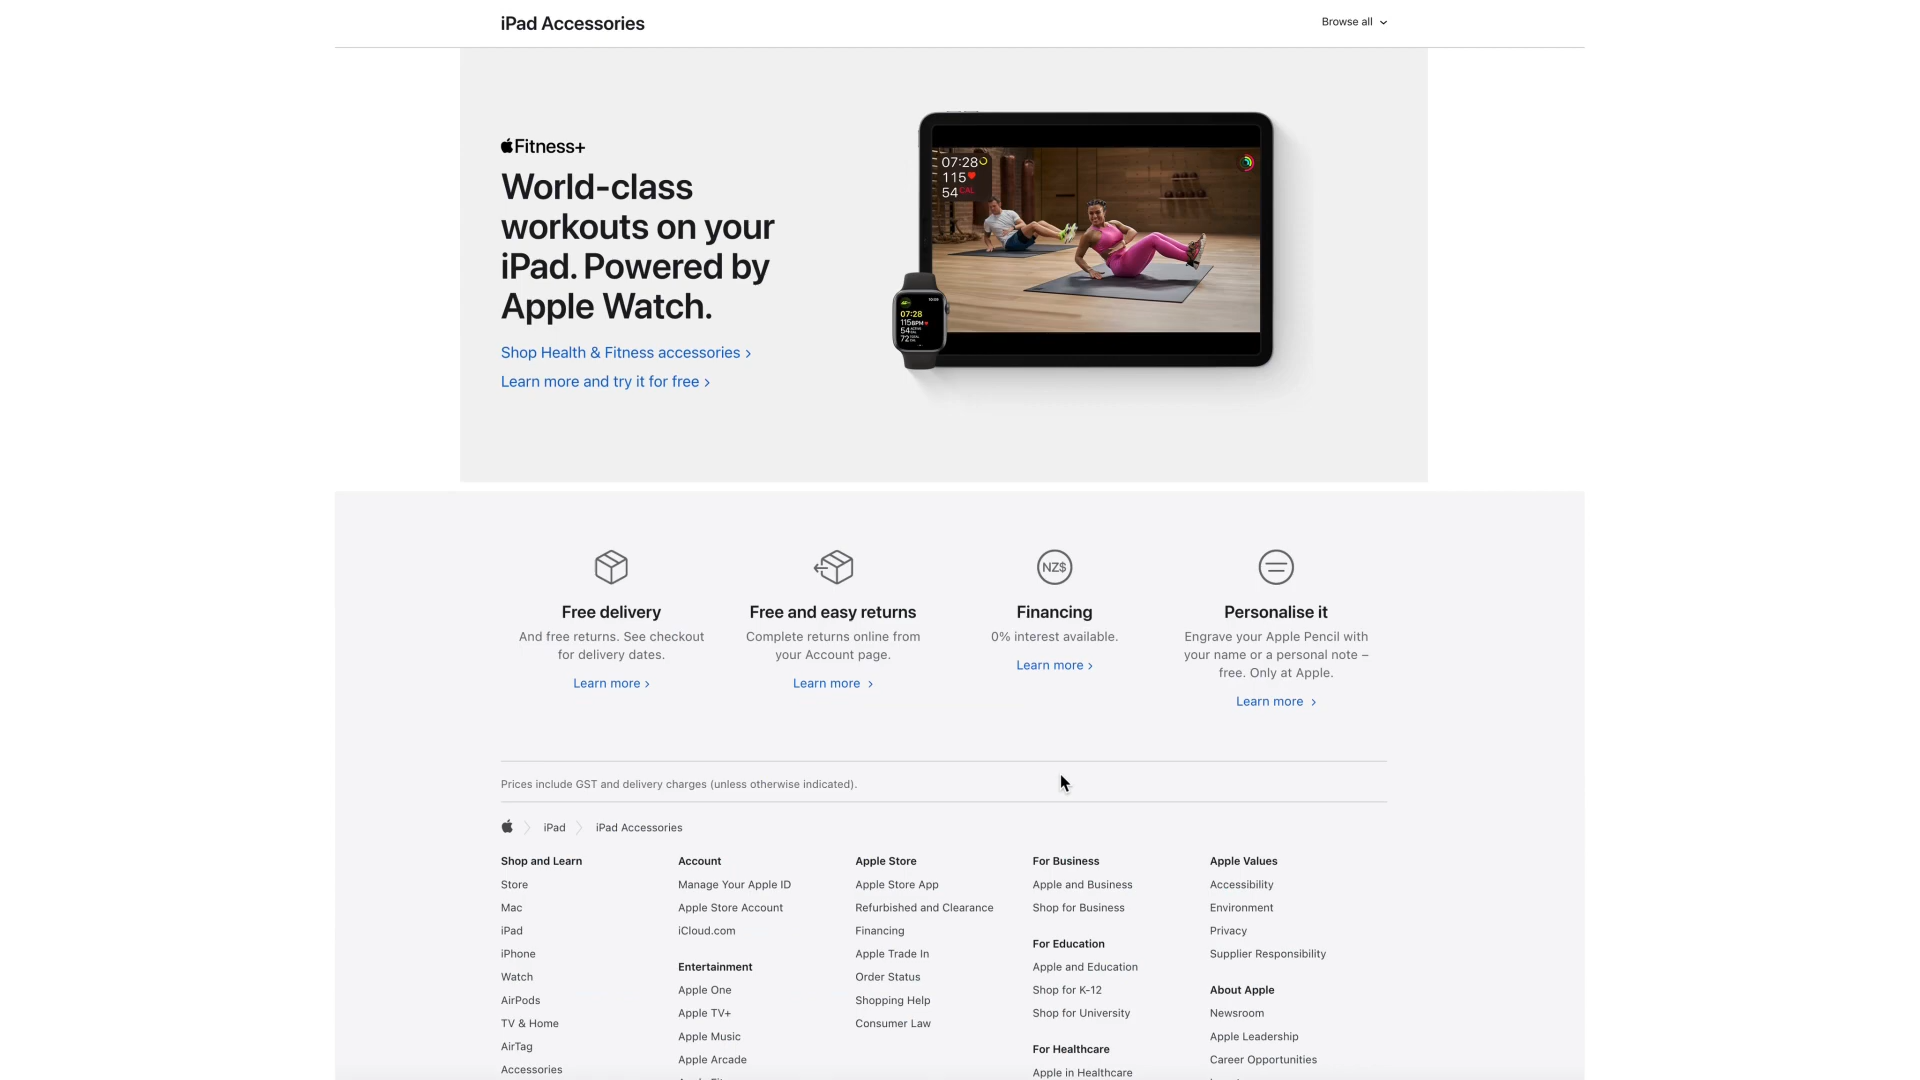 iPad Accessories
Browse all
Fitness+
World-class
workouts on your
iPad. Powered by
Apple Watch.
Shop Health & Fitness accessories
Learn more and try it for free
07:28
115
54 CAL
07:28
115BPM
54
72
Free delivery
And free returns. See checkout
for delivery dates.
Learn more
Free and easy returns
Complete returns online from
your Account page.
Learn more
NZ$
Financing
0% interest available.
Learn more
Personalise it
Engrave your Apple Pencil with
your name or a personal note –
free. Only at Apple.
Learn more
Prices include GST and delivery charges (unless otherwise indicated).
iPad
iPad Accessories
Shop and Learn
Store
Mac
iPad
iPhone
Watch
AirPods
TV & Home
AirTag
Accessories
Account
Manage Your Apple ID
Apple Store Account
iCloud.com
Entertainment
Apple One
Apple TV+
Apple Music
Apple Arcade
Apple Store
Apple Store App
Refurbished and Clearance
Financing
Apple Trade In
Order Status
Shopping Help
Consumer Law
For Business
Apple and Business
Shop for Business
For Education
Apple and Education
Shop for K-12
Shop for University
For Healthcare
Apple in Healthcare
Apple Values
Accessibility
Environment
Privacy
Supplier Responsibility
About Apple
Newsroom
Apple Leadership
Career Opportunities